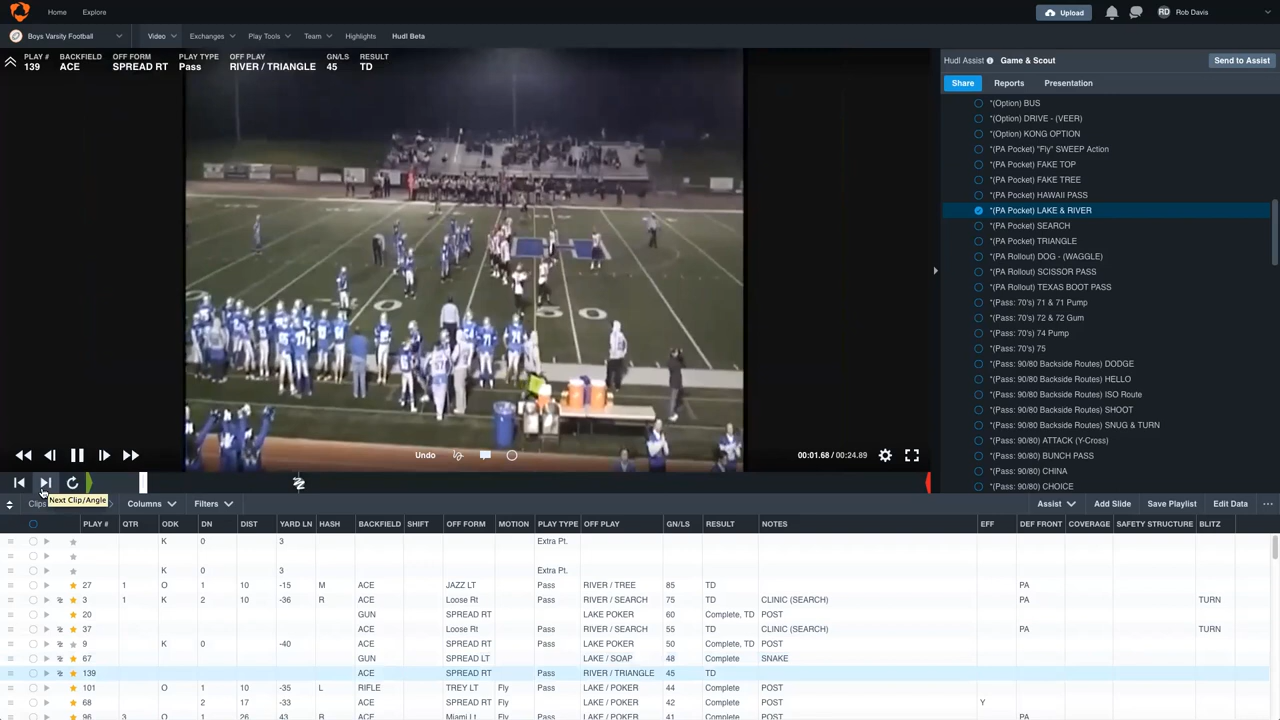 Home Explore Upload RD Rob Davis
Boys Varsity Football Video Exchanges Play Tools Team Highlights Hudl Beta
PLAY # BACKFIELD OFF FORM PLAY TYPE OFF PLAY GN/LS RESULT
139 ACE SPREAD RT Pass RIVER / TRIANGLE 45 TD
Hudl Assist Game & Scout Send to Assist
Share Reports Presentation
*(Option) BUS
*(Option) DRIVE - (VEER)
*(Option) KONG OPTION
*(PA Pocket) "Fly" SWEEP Action
*(PA Pocket) FAKE TOP
*(PA Pocket) FAKE TREE
*(PA Pocket) HAWAII PASS
*(PA Pocket) LAKE & RIVER
*(PA Pocket) SEARCH
*(PA Pocket) TRIANGLE
*(PA Rollout) DOG - (WAGGLE)
*(PA Rollout) SCISSOR PASS
*(PA Rollout) TEXAS BOOT PASS
*(Pass: 70's) 71 & 71 Pump
*(Pass: 70's) 72 & 72 Gum
*(Pass: 70's) 74 Pump
*(Pass: 70's) 75
*(Pass: 90/80 Backside Routes) DODGE
*(Pass: 90/80 Backside Routes) HELLO
*(Pass: 90/80 Backside Routes) ISO Route
*(Pass: 90/80 Backside Routes) SHOOT
*(Pass: 90/80 Backside Routes) SNUG & TURN
*(Pass: 90/80) ATTACK (Y-Cross)
*(Pass: 90/80) BUNCH PASS
*(Pass: 90/80) CHINA
*(Pass: 90/80) CHOICE
50
Undo 00:01.68 / 00:24.89
Next Clip/Angle
Clips Columns Filters Assist Add Slide Save Playlist Edit Data
PLAY # QTR ODK DN DIST YARD LN HASH BACKFIELD SHIFT OFF FORM MOTION PLAY TYPE OFF PLAY GN/LS RESULT NOTES EFF DEF FRONT COVERAGE SAFETY STRUCTURE BLITZ
K 0 3 Extra Pt.
K 0 3 Extra Pt.
27 1 O 1 10 -15 M ACE JAZZ LT Pass RIVER / TREE 85 TD PA
3 1 K 2 10 -36 R ACE Loose Rt Pass RIVER / SEARCH 75 TD CLINIC (SEARCH) PA TURN
20 GUN SPREAD RT LAKE POKER 60 Complete, TD POST
37 ACE Loose Rt Pass RIVER / SEARCH 55 TD CLINIC (SEARCH) PA TURN
9 K 0 -40 ACE SPREAD RT Pass LAKE POKER 50 Complete, TD POST
67 GUN SPREAD LT LAKE / SOAP 48 Complete SNAKE
139 ACE SPREAD RT Pass RIVER / TRIANGLE 45 TD
101 O 1 10 -35 L RIFLE TREY LT Fly Pass LAKE / POKER 44 Complete POST
68 2 17 -33 ACE SPREAD RT Fly Pass LAKE / POKER 42 Complete POST Y
96 3 O 1 26 43 R ACE Miami Lt Fly Pass LAKE / POKER 41 Complete POST